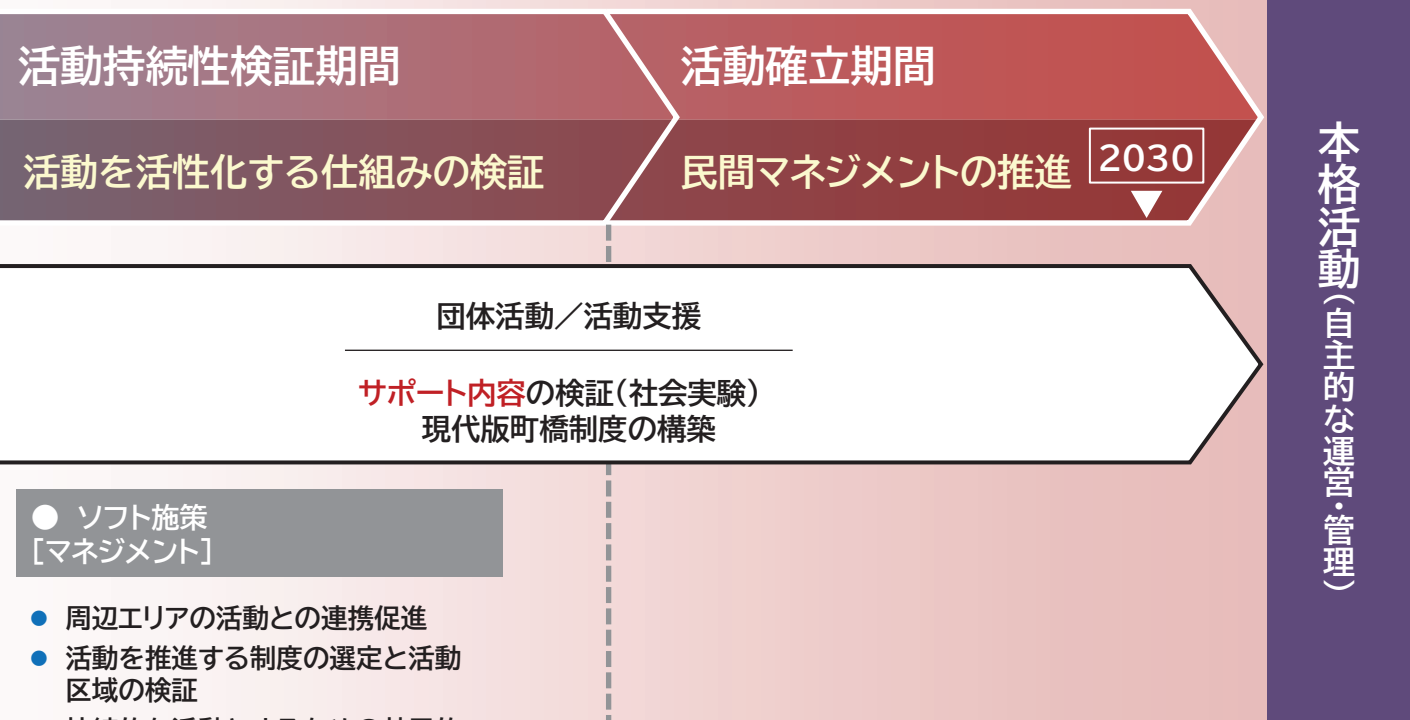 活動持続性検証期間
活動確立期間
活動を活性化する仕組みの検証
民間マネジメントの推進
2030
団体活動／活動支援
サポート内容の検証（社会実験）
現代版町橋制度の構築
● ソフト施策
［マネジメント］
● 周辺エリアの活動との連携促進
● 活動を推進する制度の選定と活動
区域の検証
本格活動（自主的な運営・管理）